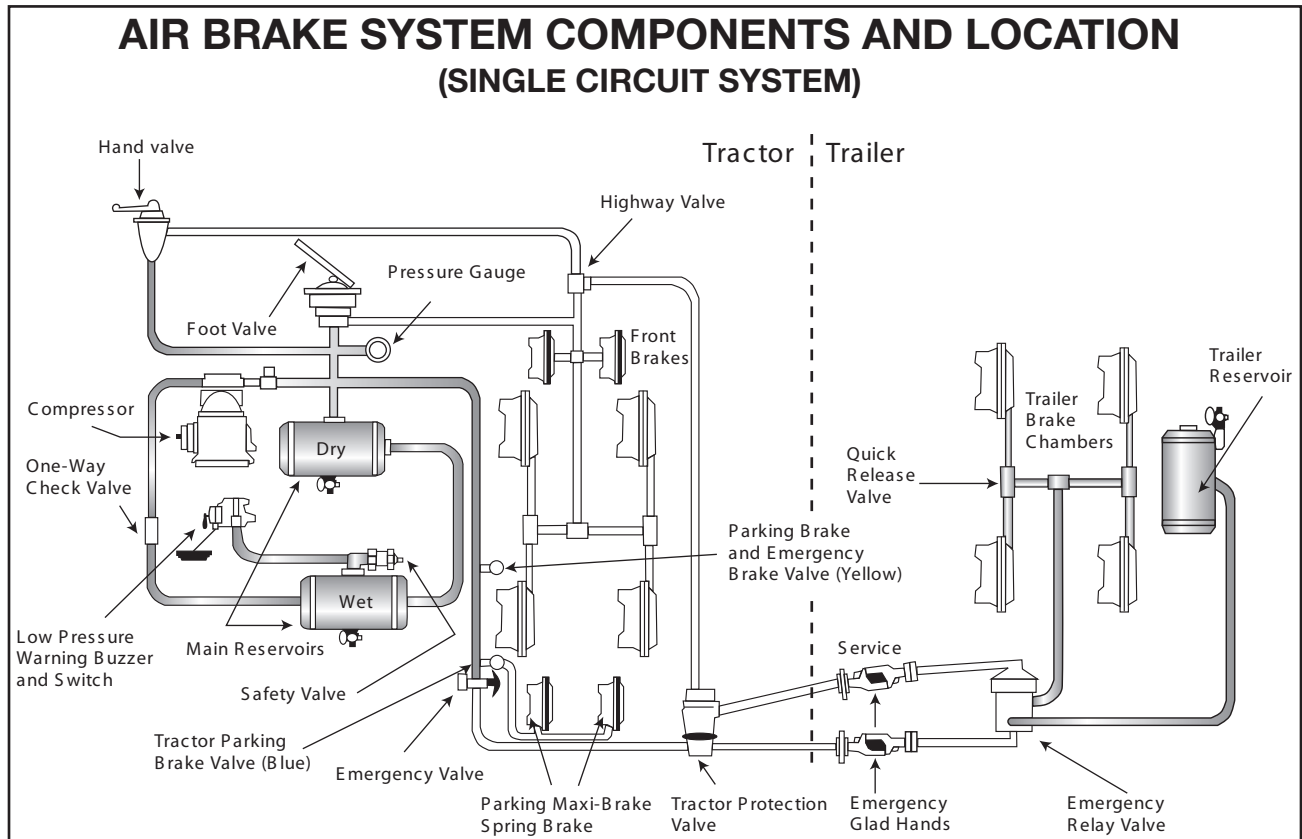 AIR BRAKE SYSTEM COMPONENTS AND LOCATION
(SINGLE CIRCUIT SYSTEM)
Hand valve
Tractor
Trailer
Highway Valve
Pressure Gauge
Foot Valve
Front
Brakes
Trailer
Reservoir
Compressor
Dry
Trailer
Brake
Chambers
One-Way
Check Valve
Quick
Release
Valve
Parking Brake
and Emergency
Brake Valve (Yellow)
Wet
Low Pressure
Warning Buzzer
and Switch
Main Reservoirs
Service
Safety Valve
Tractor Parking
Brake Valve (Blue)
Emergency Valve
Parking Maxi-Brake
Spring Brake
Tractor Protection
Valve
Emergency
Glad Hands
Emergency
Relay Valve